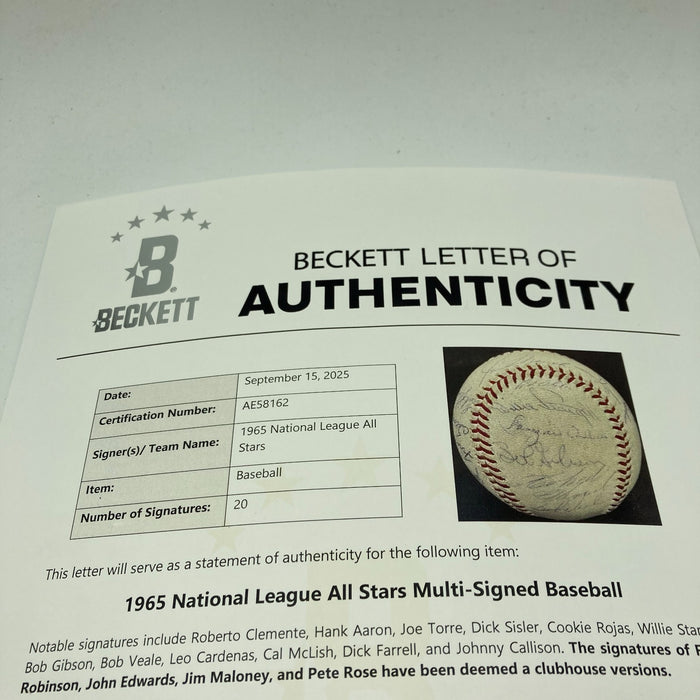 B®
BECKETT
BECKETT LETTER OF
AUTHENTICITY
Date: September 15, 2025
Certification Number: AE58162
Signer(s)/ Team Name: 1965 National League All
Stars
Item: Baseball
Number of Signatures: 20
This letter will serve as a statement of authenticity for the following item:
1965 National League All Stars Multi-Signed Baseball
Notable signatures include Roberto Clemente, Hank Aaron, Joe Torre, Dick Sisler, Cookie Rojas, Willie Star
Bob Gibson, Bob Veale, Leo Cardenas, Cal McLish, Dick Farrell, and Johnny Callison. The signatures of F
Robinson, John Edwards, Jim Maloney, and Pete Rose have been deemed a clubhouse versions.